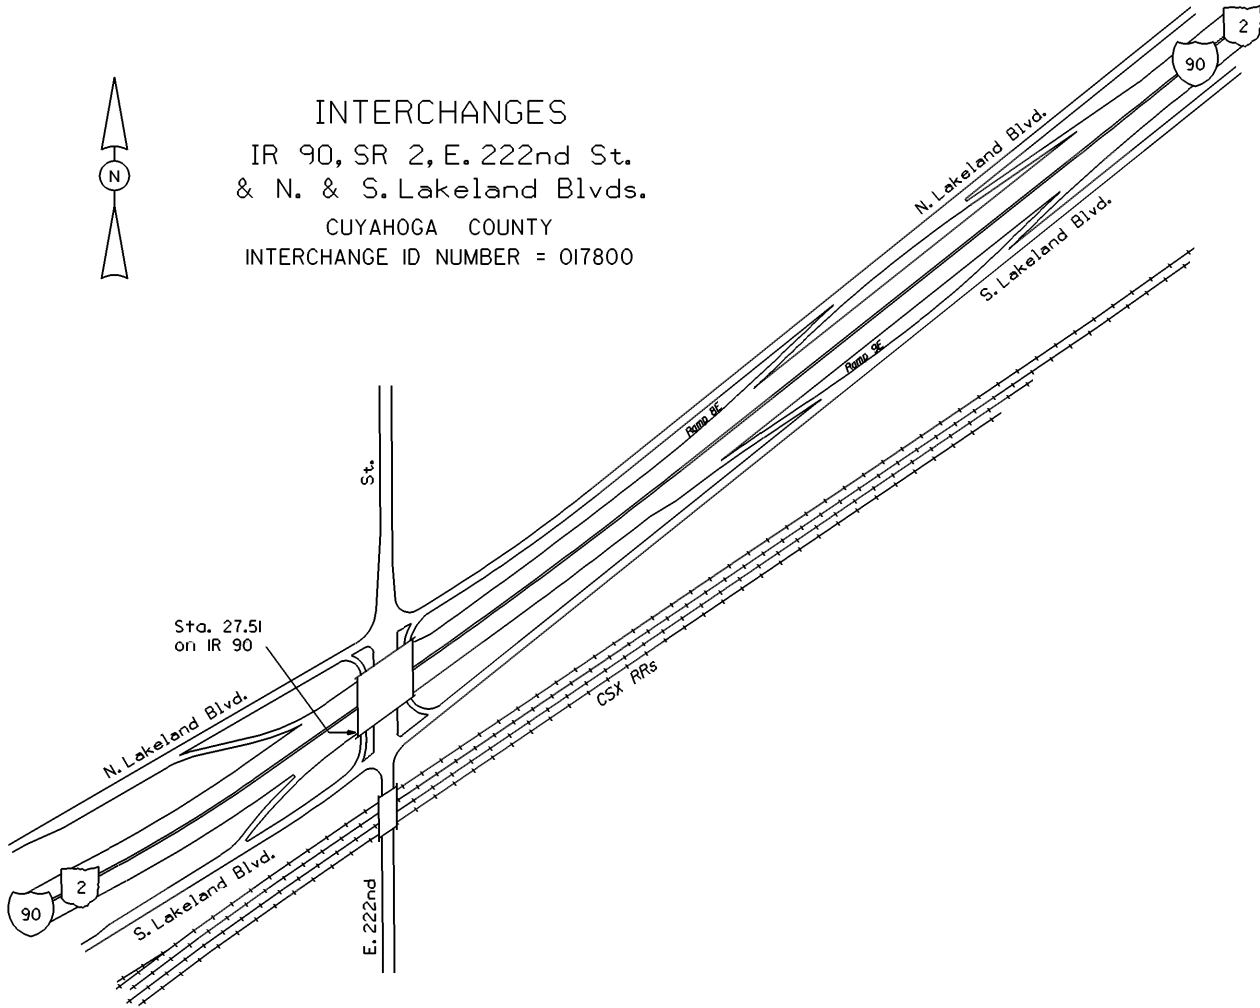 2
90
INTERCHANGES
IR 90, SR 2, E. 222nd St.
& N. & S. Lakeland Blvds.
CUYAHOGA COUNTY
INTERCHANGE ID NUMBER = 017800
N
N. Lakeland Blvd.
S. Lakeland Blvd.
Ramp 9E
Ramp 8E
St.
Sta. 27.51
on IR 90
CSX RRs
N. Lakeland Blvd.
2
90
S. Lakeland Blvd.
E. 222nd